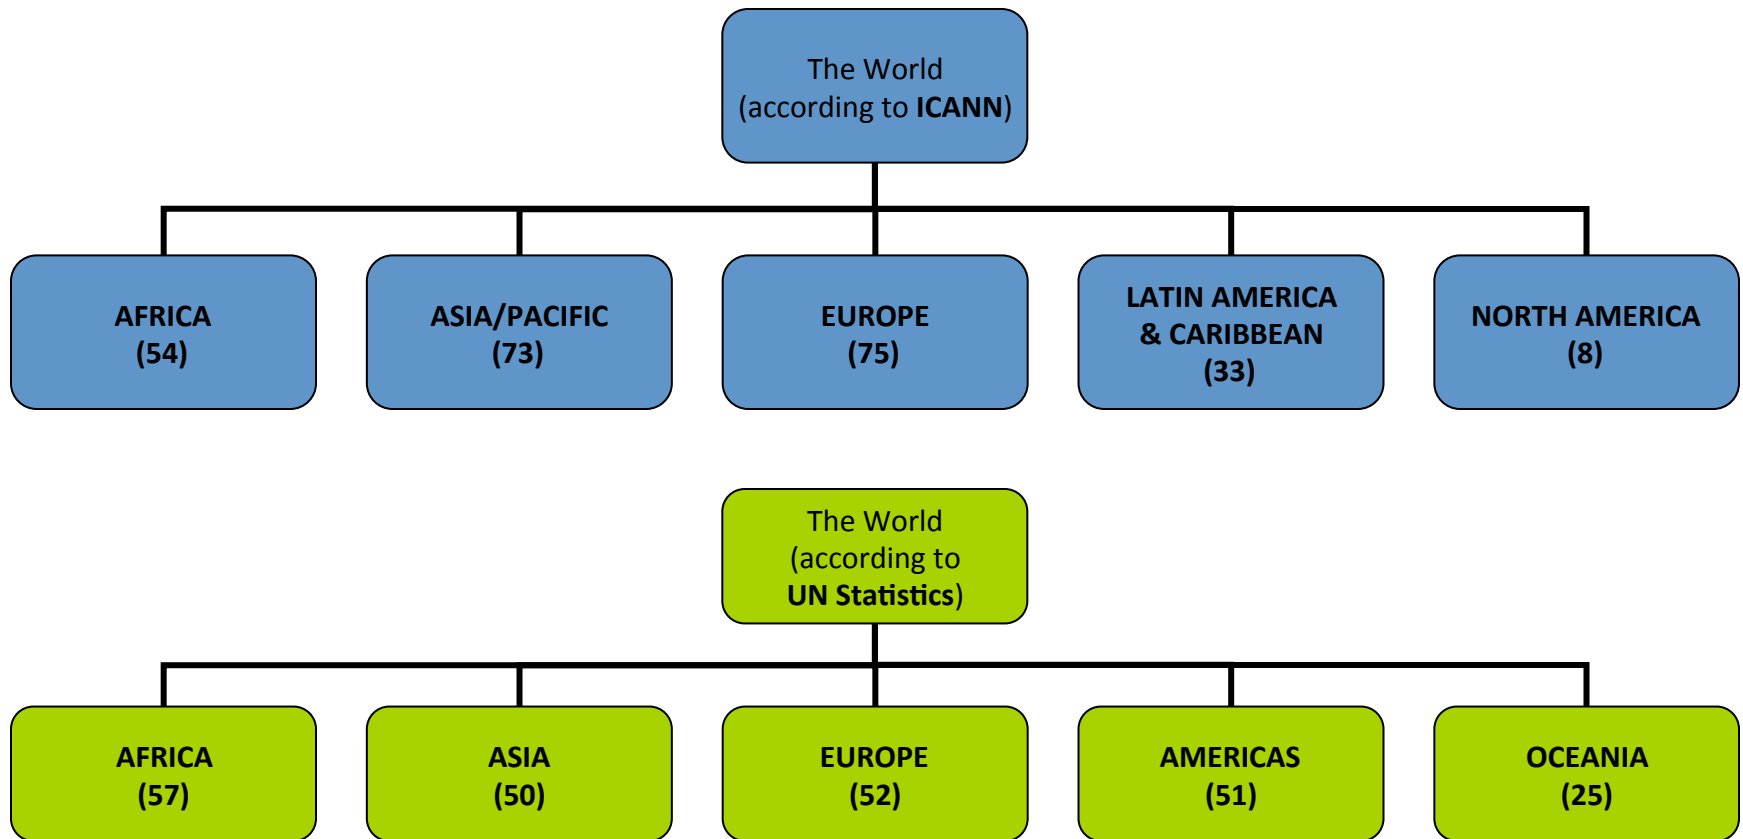 The World
(according to ICANN)
AFRICA
(54)
ASIA/PACIFIC
(73)
EUROPE
(75)
LATIN AMERICA
& CARIBBEAN
(33)
NORTH AMERICA
(8)
The World
(according to
UN Statistics)
AFRICA
(57)
ASIA
(50)
EUROPE
(52)
AMERICAS
(51)
OCEANIA
(25)